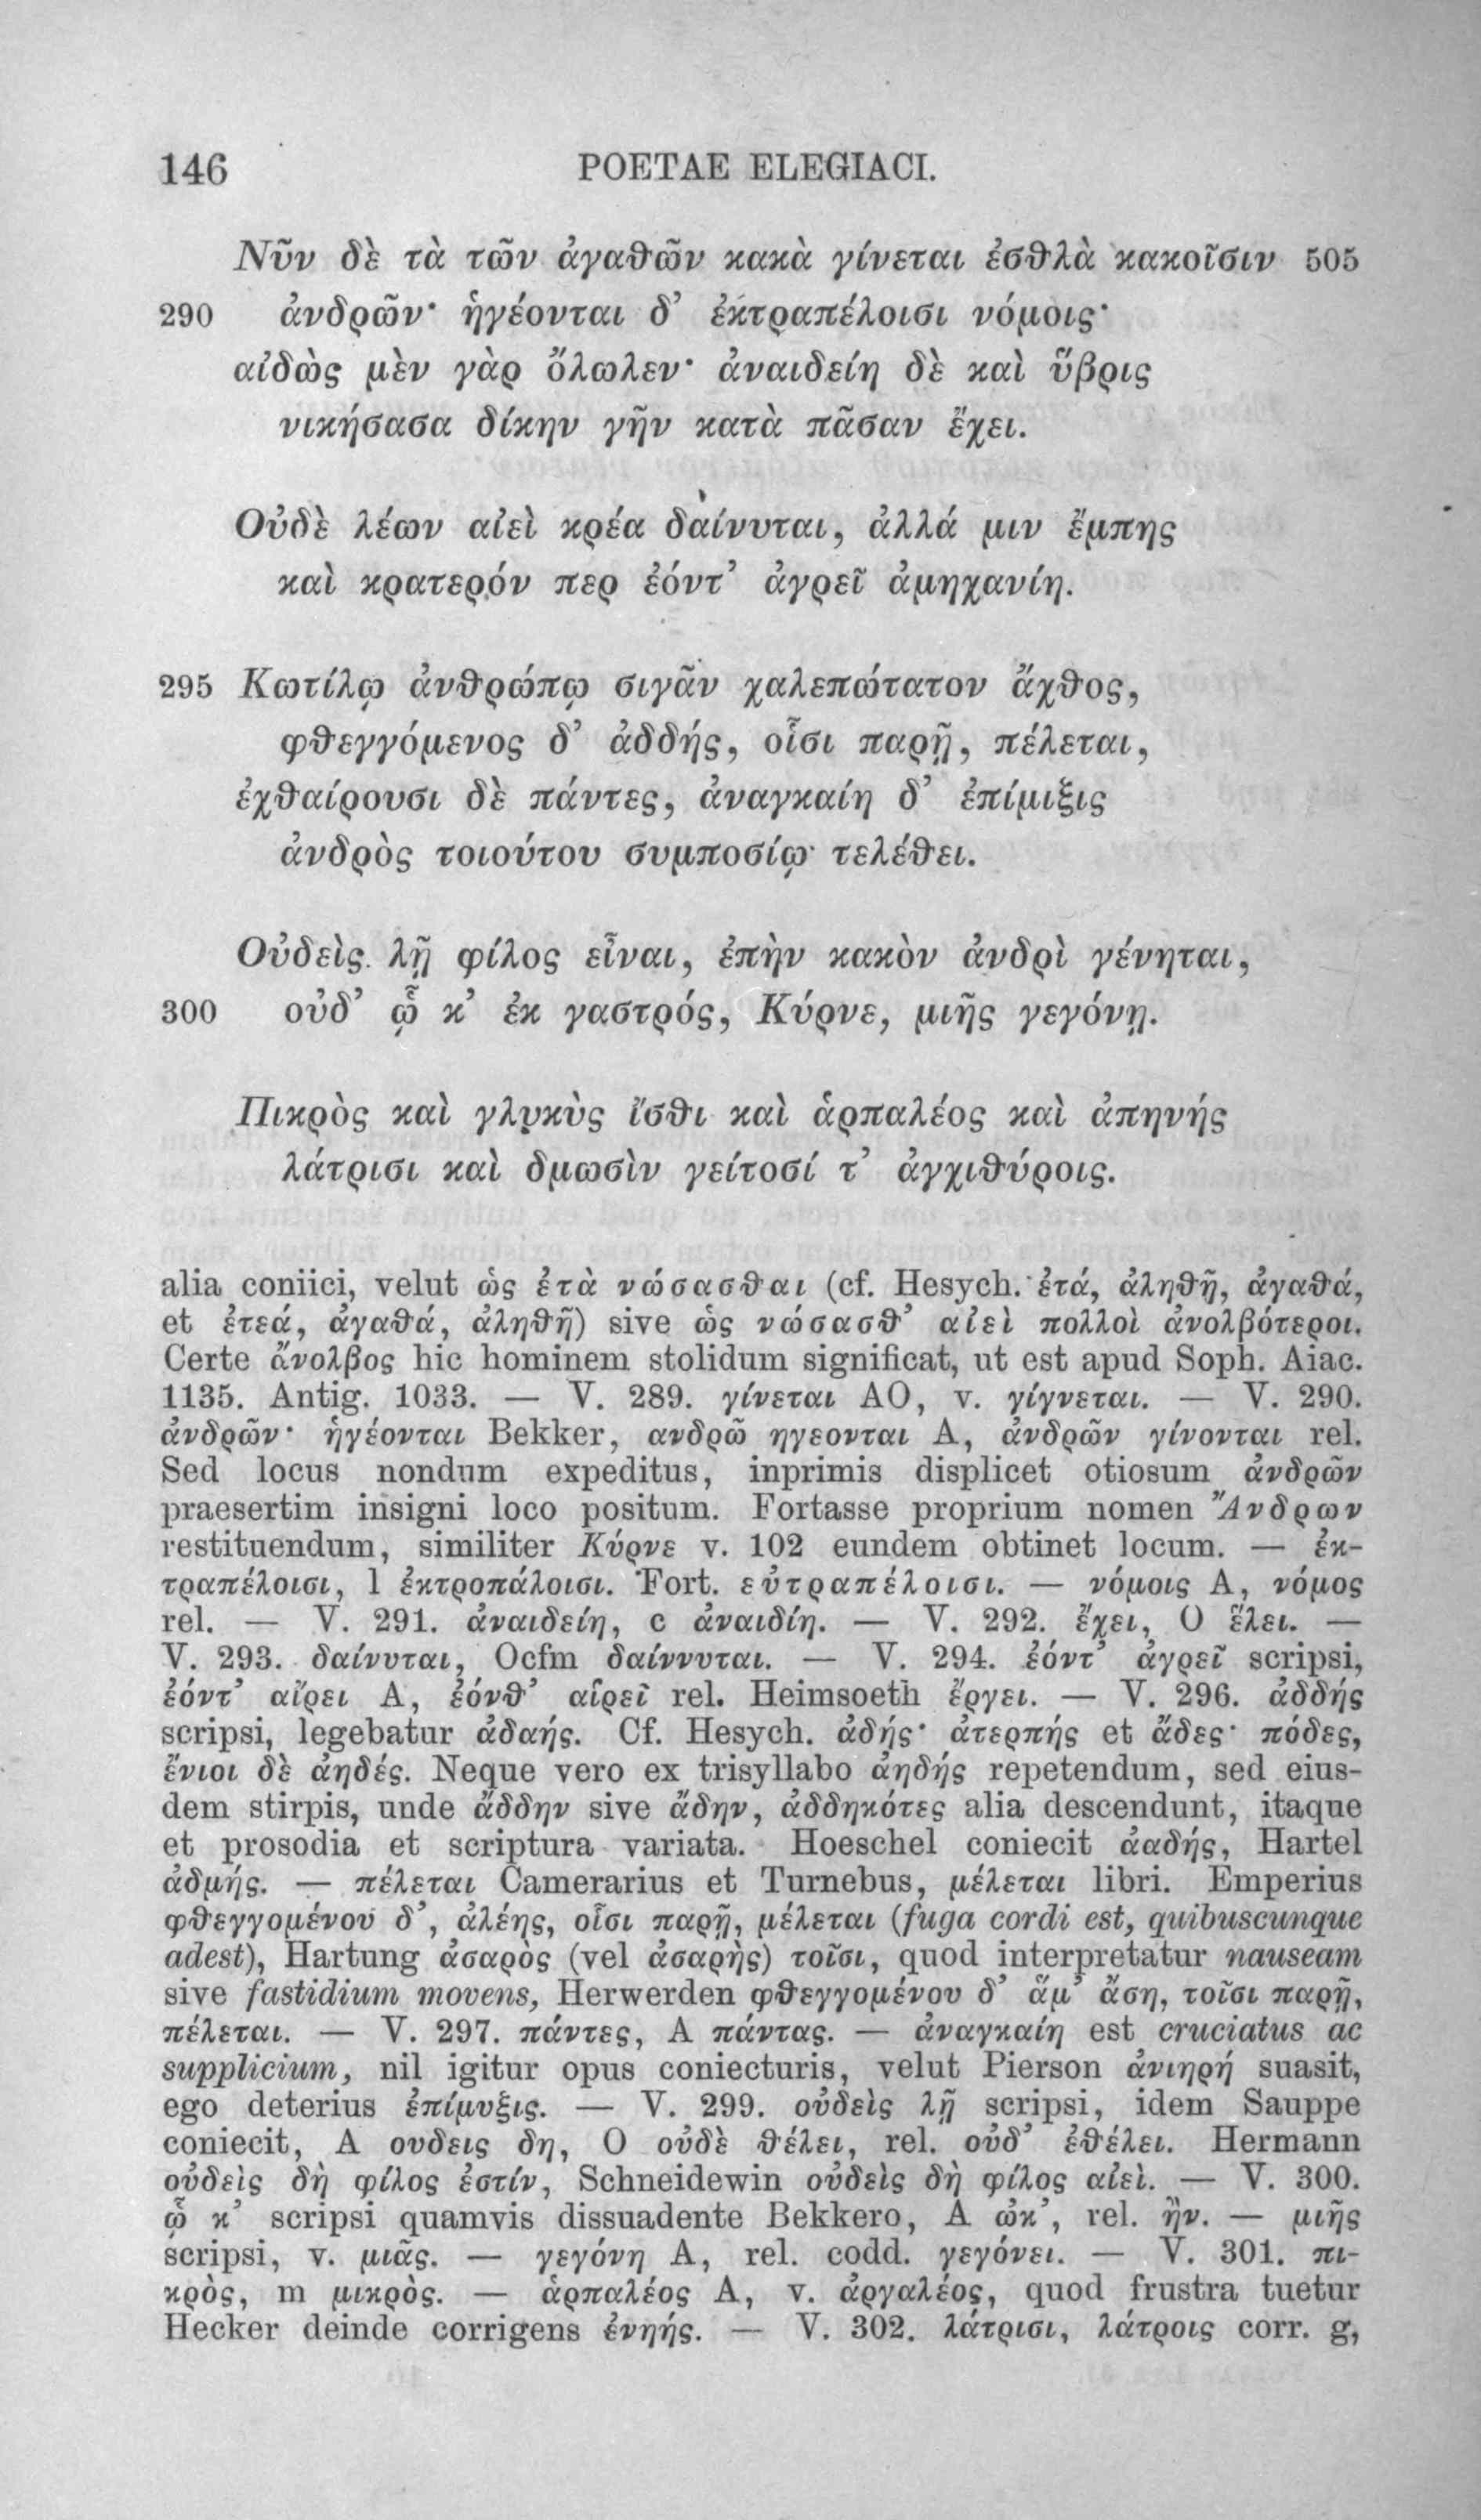 146 POETAE ELEGIACI.
Νῦν δὲ τὰ τῶν ἀγαθῶν κακὰ γίνεται ἐσθλὰ κακοῖσιν 505
290 ἀνδρῶν· ἡγέονται δ’ ἐκτραπέλοισι νόμοις·
αἰδὼς μὲν γὰρ ὄλωλεν· ἀναιδείη δὲ καὶ ὕβρις
νικήσασα δίκην γῆν κατὰ πᾶσαν ἔχει.
Οὐδὲ λέων αἰεὶ κρέα δαίνυται, ἀλλά μιν ἔμπης
καὶ κρατερόν περ ἐόντ’ ἀγρεῖ ἀμηχανίη.
295 Κωτίλῳ ἀνθρώπῳ σιγᾶν χαλεπώτατον ἄχθος,
φθεγγόμενος δ’ ἀδδής, οἷσι παρῇ, πέλεται,
ἐχθαίρουσι δὲ πάντες, ἀναγκαίη δ’ ἐπίμιξις
ἀνδρὸς τοιούτου συμποσίῳ τελέθει.
Οὐδεὶς λῇ φίλος εἶναι, ἐπὴν κακὸν ἀνδρὶ γένηται,
300 οὐδ’ ᾧ κ’ ἐκ γαστρός, Κύρνε, μιῆς γεγόνῃ.
Πικρὸς καὶ γλυκὺς ἴσθι καὶ ἁρπαλέος καὶ ἀπηνής
λάτρισι καὶ δμωσὶν γείτοσί τ’ ἀγχιθύροις.
alia coniici, velut ὡς ἐτὰ νώσασθαι (cf. Hesych. ἐτά, ἀληθῆ, ἀγαθά,
et ἐτεά, ἀγαθά, ἀληθῆ) sive ὡς νώσασθ’ αἰεὶ πολλοὶ ἀνολβότεροι.
Certe ἄνολβος hic hominem stolidum significat, ut est apud Soph. Aiac.
1135. Antig. 1033. — V. 289. γίνεται AO, v. γίγνεται. — V. 290.
ἀνδρῶν· ἡγέονται Bekker, ανδρῶ ηγεονται A, ἀνδρῶν γίνονται rel.
Sed locus nondum expeditus, inprimis displicet otiosum ἀνδρῶν
praesertim insigni loco positum. Fortasse proprium nomen Ἄνδρων
restituendum, similiter Κύρνε v. 102 eundem obtinet locum. — ἐκ-
τραπέλοισι, l ἐκτροπάλοισι. Fort. εὐτραπέλοισι. — νόμοις A, νόμος
rel. — V. 291. ἀναιδείη, c ἀναιδίη. — V. 292. ἔχει, O ἕλει. —
V. 293. δαίνυται, Ocfm δαίννυται. — V. 294. ἐόντ’ ἀγρεῖ scripsi,
ἐόντ’ αἴρει A, ἐόνθ’ αἱρεῖ rel. Heimsoeth ἔργει. — V. 296. ἀδδής
scripsi, legebatur ἀδαής. Cf. Hesych. ἀδής· ἀτερπής et ἄδες· πόδες,
ἔνιοι δὲ ἀηδές. Neque vero ex trisyllabo ἀηδής repetendum, sed eius-
dem stirpis, unde ἄδδην sive ἄδην, ἀδδηκότες alia descendunt, itaque
et prosodia et scriptura variata. Hoeschel coniecit ἀαδής, Hartel
ἀδμής. — πέλεται Camerarius et Turnebus, μέλεται libri. Emperius
φθεγγομένου δ’, ἀλέης, οἷσι παρῇ, μέλεται (fuga cordi est, quibuscunque
adest), Hartung ἀσαρὸς (vel ἀσαρὴς) τοῖσι, quod interpretatur nauseam
sive fastidium movens, Herwerden φθεγγομένου δ’ ἅμ’ ἄση, τοῖσι παρῇ,
πέλεται. — V. 297. πάντες, A πάντας. — ἀναγκαίη est cruciatus ac
supplicium, nil igitur opus coniecturis, velut Pierson ἀνιηρή suasit,
ego deterius ἐπίμυξις. — V. 299. οὐδεὶς λῇ scripsi, idem Sauppe
coniecit, A ουδεις δη, O οὐδὲ θέλει, rel. οὐδ’ ἐθέλει. Hermann
οὐδεὶς δὴ φίλος ἐστίν, Schneidewin οὐδεὶς δὴ φίλος αἰεὶ. — V. 300.
ᾧ κ’ scripsi quamvis dissuadente Bekkero, A ὠκ’, rel. ἢν. — μιῆς
scripsi, v. μιᾶς. — γεγόνη A, rel. codd. γεγόνει. — V. 301. πι-
κρὸς, m μικρὸς. — ἁρπαλέος A, v. ἀργαλέος, quod frustra tuetur
Hecker deinde corrigens ἐνηής. — V. 302. λάτρισι, λάτροις corr. g,